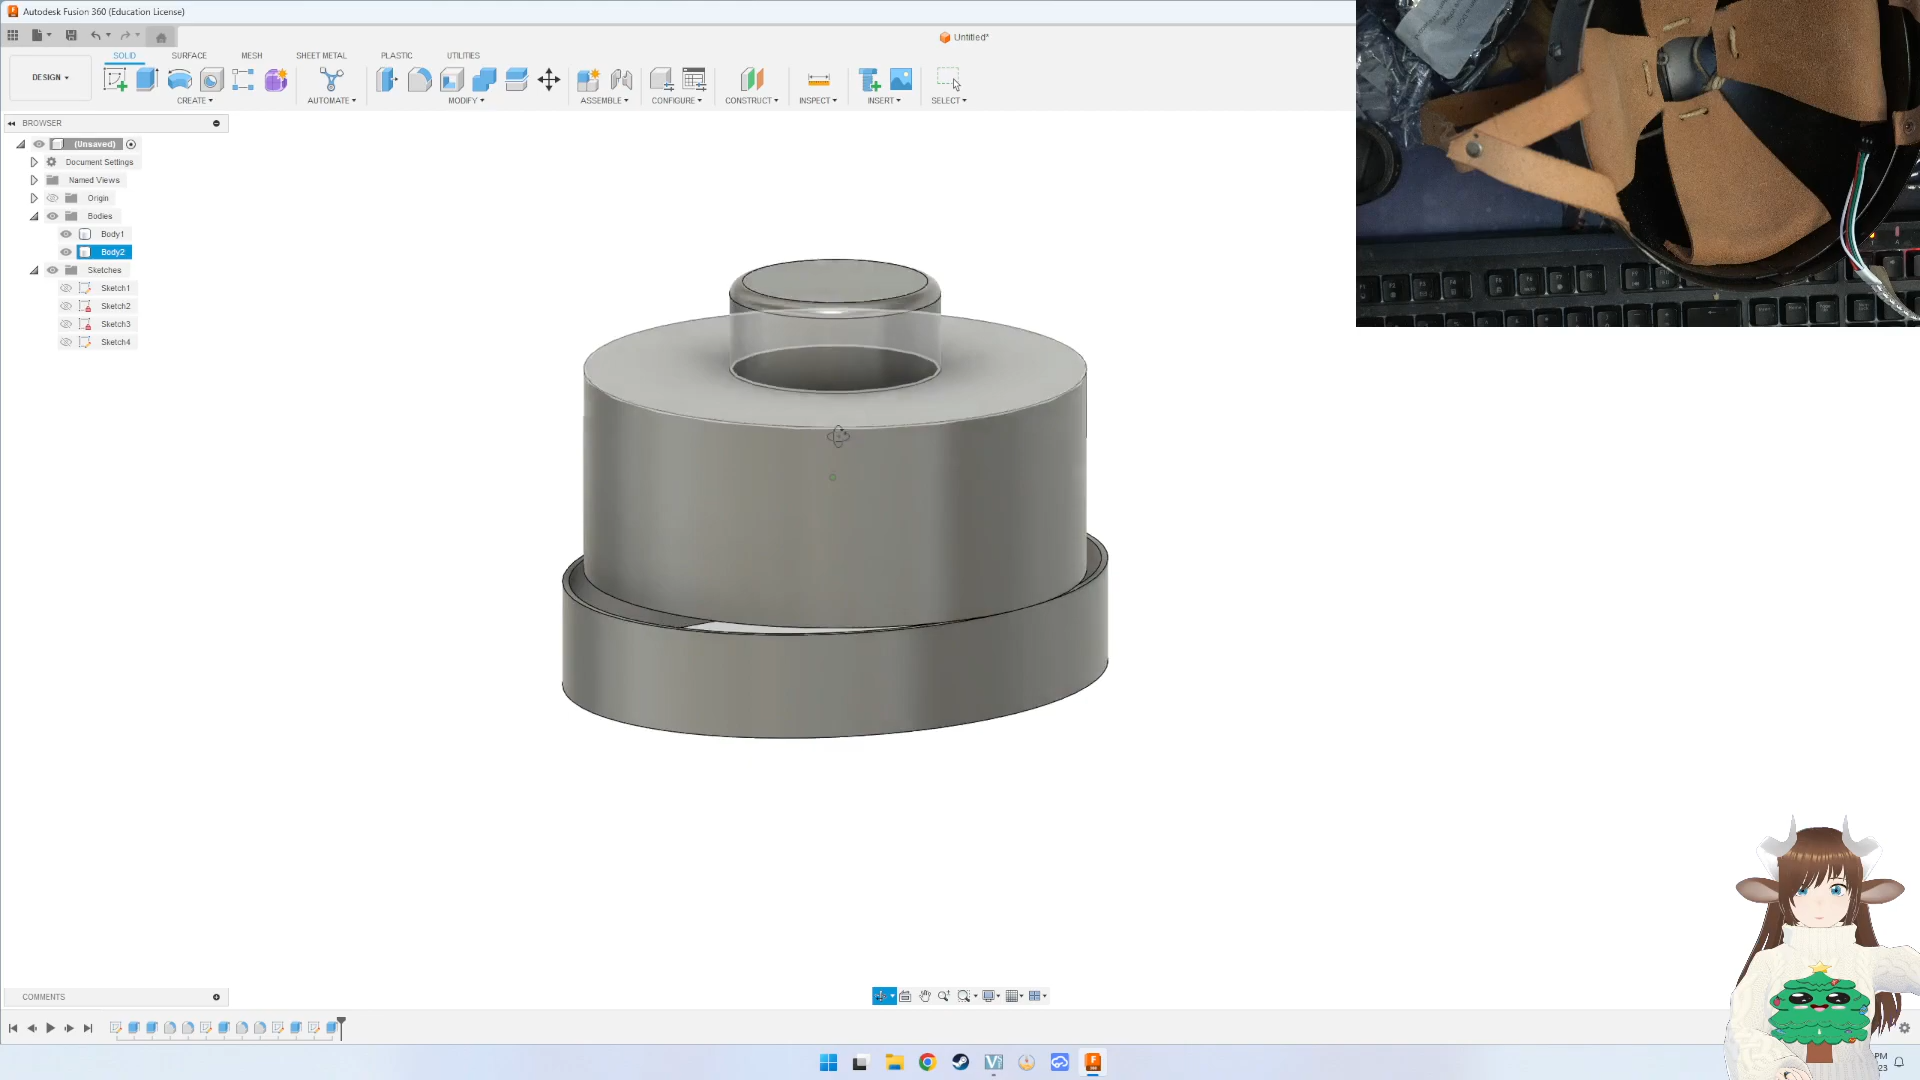 Autodesk Fusion 360 (Education License)
Untitled*
SOLID SURFACE MESH SHEET METAL PLASTIC UTILITIES
DESIGN
CREATE AUTOMATE MODIFY ASSEMBLE CONFIGURE CONSTRUCT INSPECT INSERT SELECT
BROWSER
(Unsaved)
Document Settings
Named Views
Origin
Bodies
Body1
Body2
Sketches
Sketch1
Sketch2
Sketch3
Sketch4
COMMENTS
PM
23